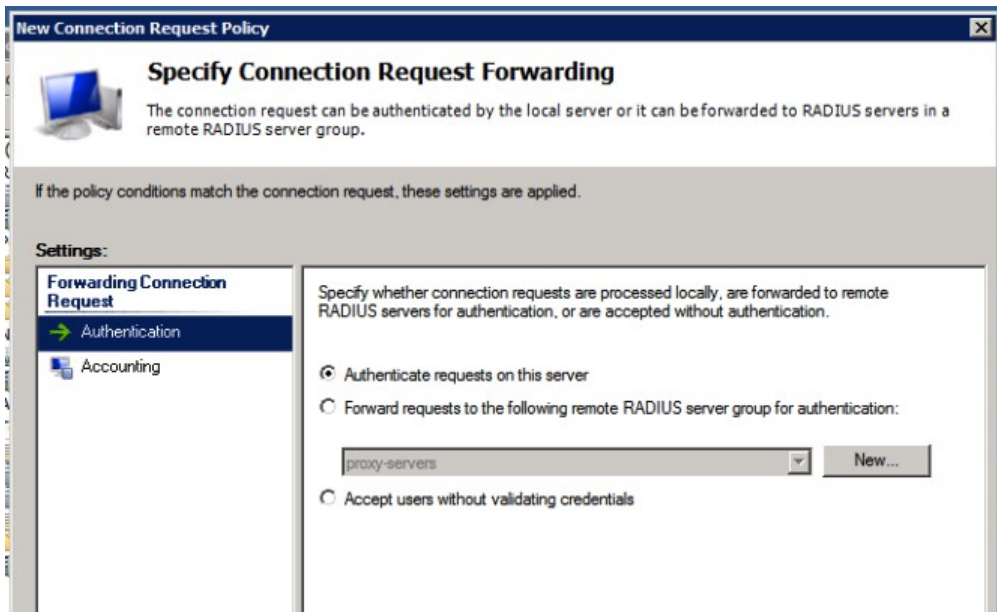 New Connection Request Policy
Specify Connection Request Forwarding
The connection request can be authenticated by the local server or it can be forwarded to RADIUS servers in a
remote RADIUS server group.
If the policy conditions match the connection request, these settings are applied.
Settings:
Forwarding Connection
Request
Authentication
Accounting
Specify whether connection requests are processed locally, are forwarded to remote
RADIUS servers for authentication, or are accepted without authentication.
Authenticate requests on this server
Forward requests to the following remote RADIUS server group for authentication:
proxy-servers
New...
Accept users without validating credentials